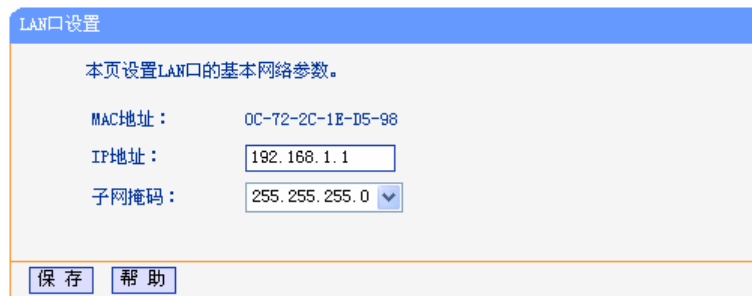 LAN口设置
本页设置LAN口的基本网络参数。
MAC地址： 0C-72-2C-1E-D5-98
IP地址： 192.168.1.1
子网掩码： 255.255.255.0
保 存 帮 助